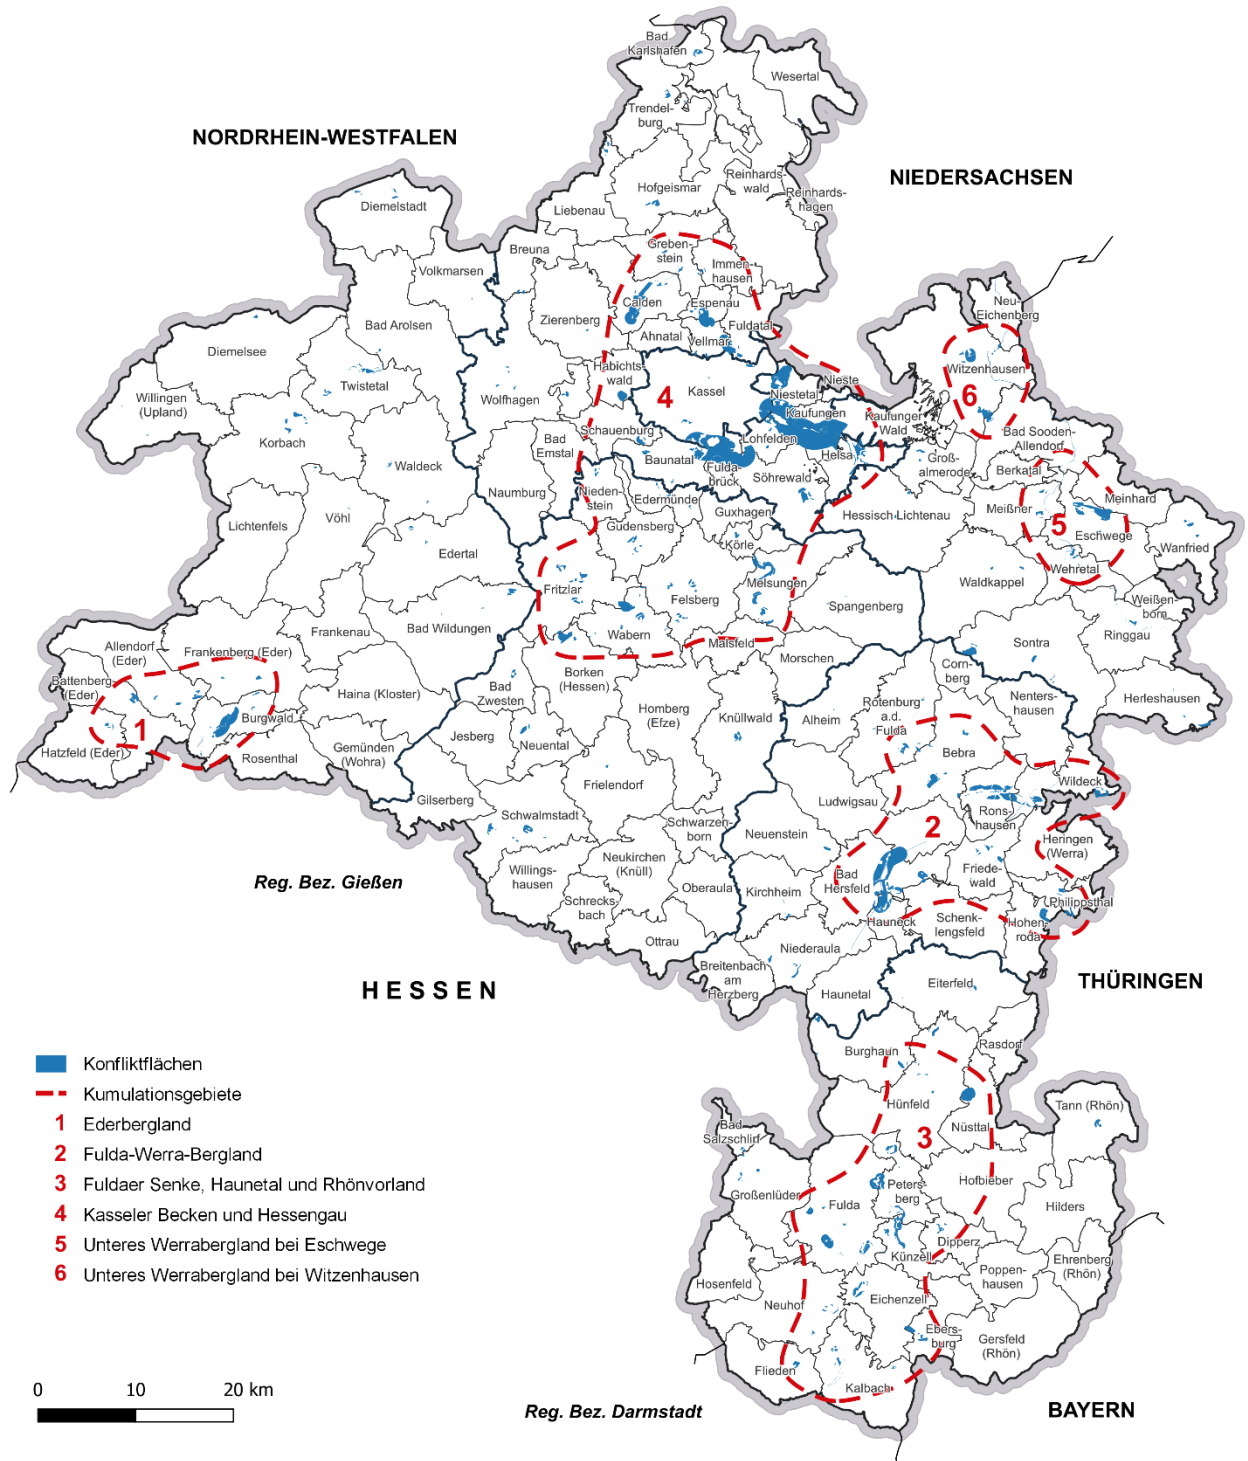 Bad
Karlshafen
Wesertal
Trendel-
burg
NORDRHEIN-WESTFALEN
NIEDERSACHSEN
Reinhards-
wald
Hofgeismar
Reinhards-
hagen
Diemelstadt
Liebenau
Breuna
Greben-
stein
Immen-
hausen
Volkmarsen
Neu-
Eichenberg
Calden
Espenau
Zierenberg
Fuldatal
Bad Arolsen
Ahnatal
Vellmar
Diemelsee
Witzenhausen
Habichts-
wald
Nieste
Twistetal
Kassel
Niestetal
Willingen
(Upland)
Wolfhagen
4
6
Kaufungen
Kaufunger
Wald
Korbach
Schauenburg
Bad Sooden-
Allendorf
Bad
Emstal
Lohfelden
Helsa
Groß-
almerode
Waldeck
Baunatal
Fulda-
brück
Söhrewald
Berkatal
Naumburg
Nieden-
stein
Edermünde
Meinhard
Lichtenfels
Vöhl
Guxhagen
Hessisch Lichtenau
Meißner
5
Gudensberg
Eschwege
Edertal
Körle
Wanfried
Wehretal
Fritzlar
Melsungen
Waldkappel
Felsberg
Weißen-
born
Spangenberg
Frankenau
Bad Wildungen
Wabern
Ringgau
Allendorf
(Eder)
Frankenberg (Eder)
Malsfeld
Sontra
Morschen
Borken
(Hessen)
Battenberg
(Eder)
Bad
Zwesten
Corn-
berg
Haina (Kloster)
Nenters-
hausen
Herleshausen
Homberg
(Efze)
Knüllwald
Alheim
Rotenburg
a.d.
Fulda
1
Burgwald
Jesberg
Neuental
Hatzfeld (Eder)
Rosenthal
Gemünden
(Wohra)
Bebra
Wildeck
Frielendorf
Gilserberg
Ludwigsau
Rons-
hausen
Schwalmstadt
Schwarzen-
born
Neuenstein
2
Heringen
(Werra)
Neukirchen
(Knüll)
Willings-
hausen
Friede-
wald
Bad
Hersfeld
Reg. Bez. Gießen
Oberaula
Kirchheim
Schrecks-
bach
Philippsthal
Hauneck
Schenk-
lengsfeld
Hohen-
roda
Ottrau
Niederaula
Breitenbach
am
Herzberg
HESSEN
Haunetal
Eiterfeld
THÜRINGEN
Burghaun
Rasdorf
Konfliktflächen
Kumulationsgebiete
Hünfeld
Tann (Rhön)
1 Ederbergland
Nüsttal
Bad
Salzschlirf
3
2 Fulda-Werra-Bergland
3 Fuldaer Senke, Haunetal und Rhönvorland
Hofbieber
Großenlüder
Peters-
berg
Fulda
Hilders
4 Kasseler Becken und Hessengau
5 Unteres Werrabergland bei Eschwege
Dipperz
Künzell
Ehrenberg
(Rhön)
6 Unteres Werrabergland bei Witzenhausen
Poppen-
hausen
Hosenfeld
Neuhof
Eichenzell
Ebers-
burg
Gersfeld
(Rhön)
Flieden
Kalbach
0 10 20 km
Reg. Bez. Darmstadt
BAYERN